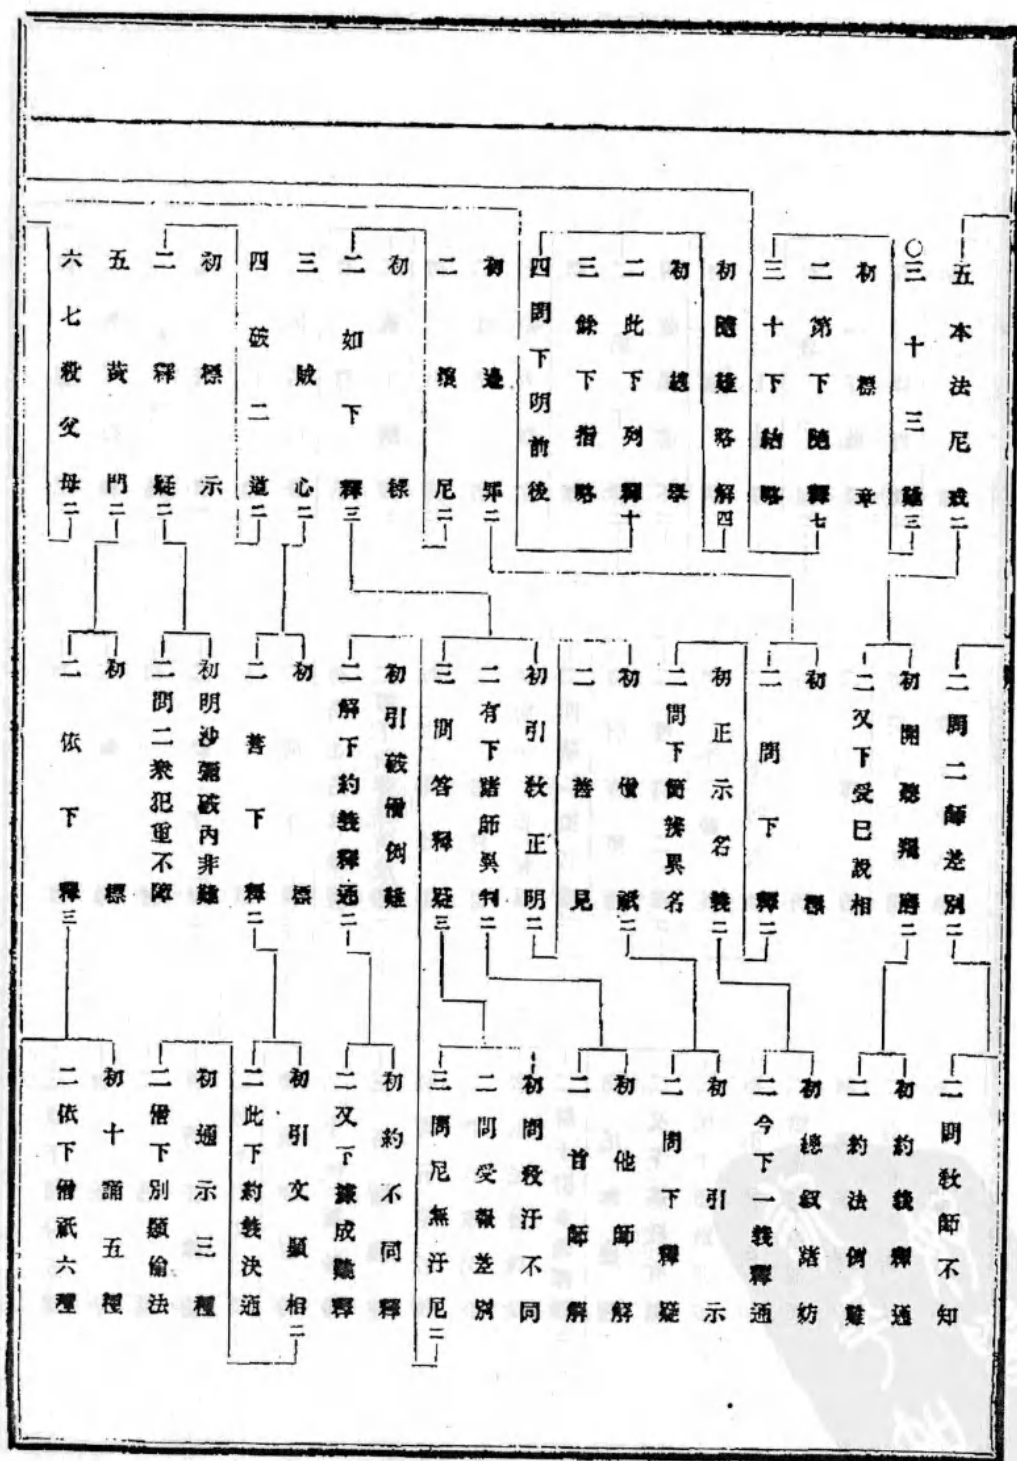 五本法尼戒二
○三十三難三
初標章
二第下隨釋七
三十下結略
初隨難略解四
初總舉
二此下列釋十
三餘下指略
四問下明前後
初邊罪二
二污尼二
初標
二如下釋三
三賊心二
四破二道二
初標示
二釋疑二
五黃門二
六七殺父母二
二問二師差別二
初開聽翻磨二
二又下受已說相
初標
二問下釋二
初正示名義二
二問下簡辨異名
初僧祇二
二善見
初引教正明二
二有下諸師異判二
三問答釋疑三
初引破僧例難
二解下約義釋通二
初標
二善下釋二
初明沙彌破內非難
二問二眾犯重不障
初標
二依下釋三
二問教師不知
初約義釋通
二約法例難
初總敘諸妨
二今下一義釋通
初引示
二問下釋疑
初他師解
二首師解
初問殺汙不同
二問受報差別
三問尼無汙尼二
初約不同釋
二又下據成難釋
初引文顯相二
二此下約義決通
初通示三種
二僧下別顯偷法
初十誦五種
二依下僧祇六種